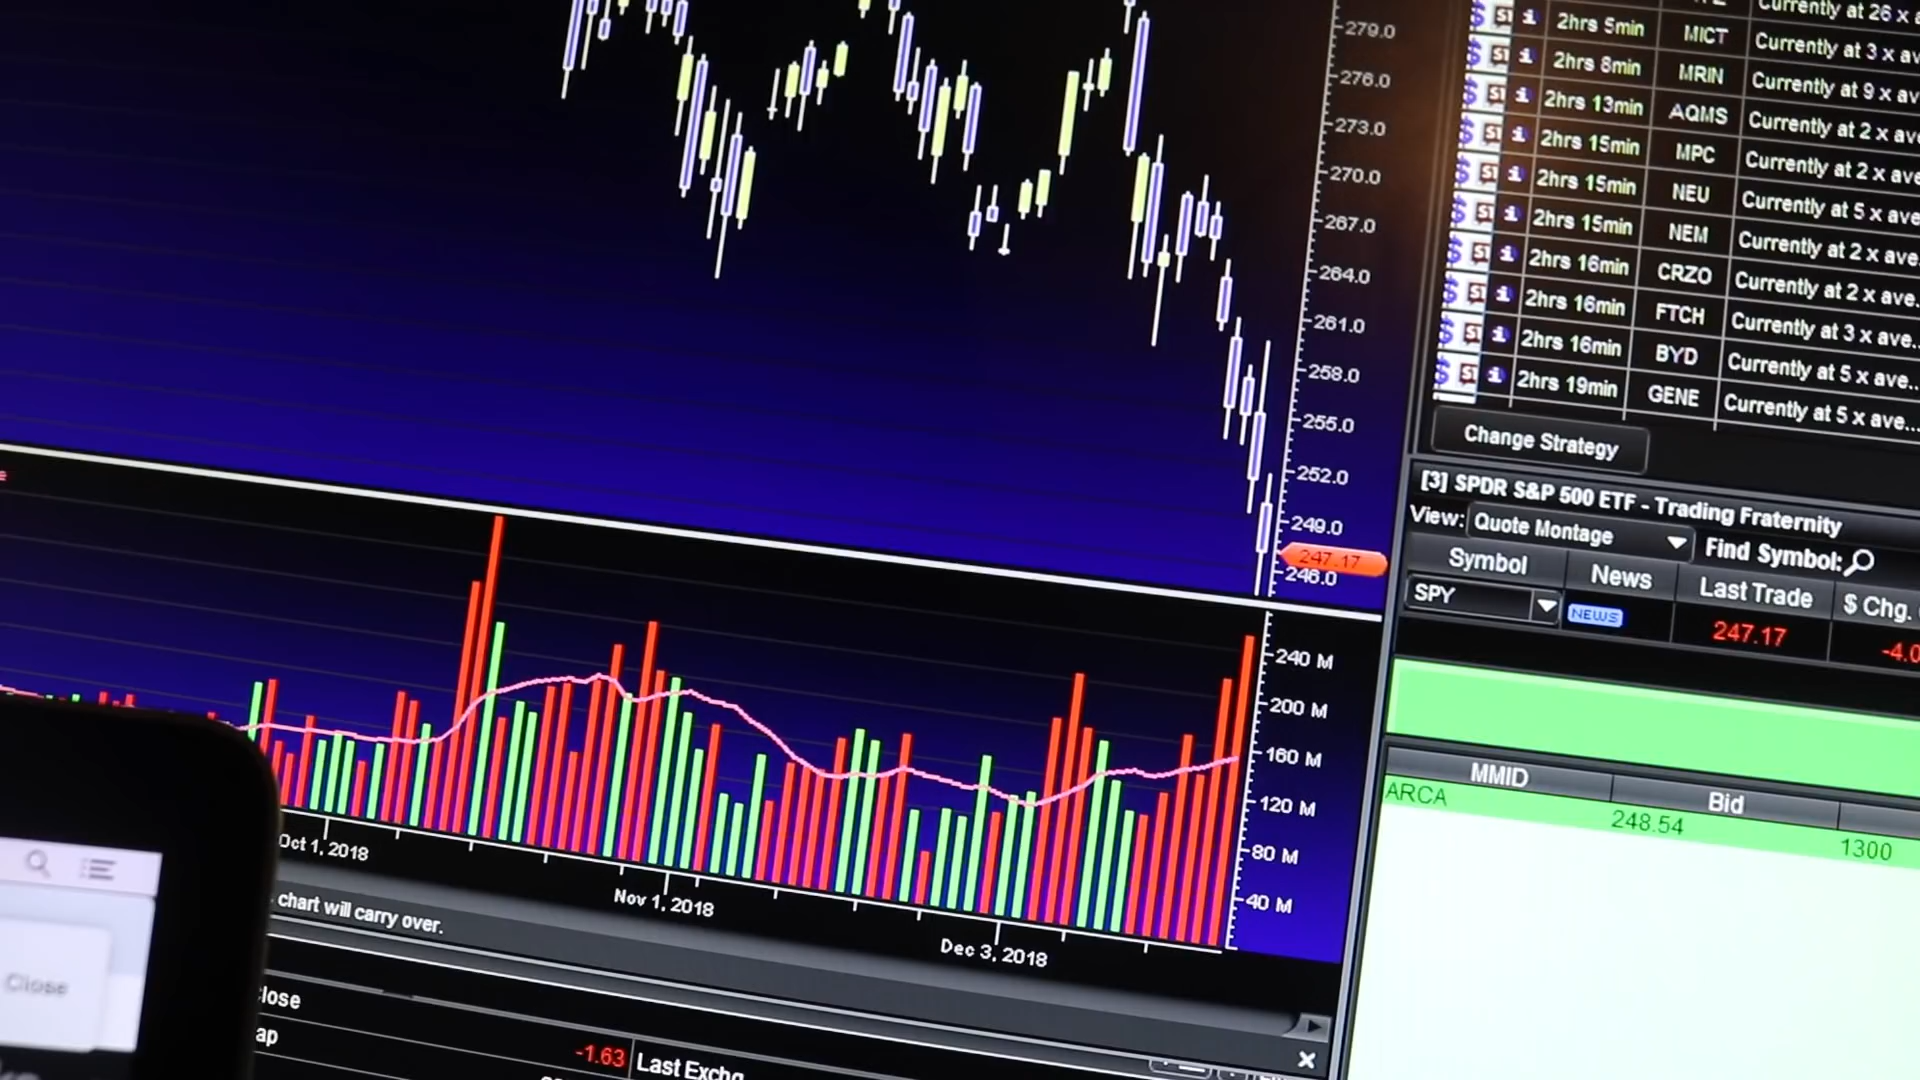 279.0
276.0
273.0
270.0
267.0
264.0
261.0
258.0
255.0
252.0
249.0
247.17
246.0
240 M
200 M
160 M
120 M
80 M
40 M
Oct 1, 2018
Nov 1, 2018
Dec 3, 2018
chart will carry over.
Close
-1.63 Last Exchg
Currently at 26 x
2hrs 5min MICT Currently at 3 x av
2hrs 8min MRIN Currently at 9 x av
2hrs 13min AQMS Currently at 2 x ave
2hrs 15min MPC Currently at 2 x ave
2hrs 15min NEU Currently at 5 x ave
2hrs 15min NEM Currently at 2 x ave
2hrs 16min CRZO Currently at 2 x ave...
2hrs 16min FTCH Currently at 3 x ave...
2hrs 16min BYD Currently at 5 x ave...
2hrs 19min GENE Currently at 5 x ave...
Change Strategy
[3] SPDR S&P 500 ETF - Trading Fraternity
View: Quote Montage Find Symbol:
Symbol News Last Trade $ Chg.
SPY NEWS 247.17 -4.0
MMID Bid
ARCA 248.54 1300